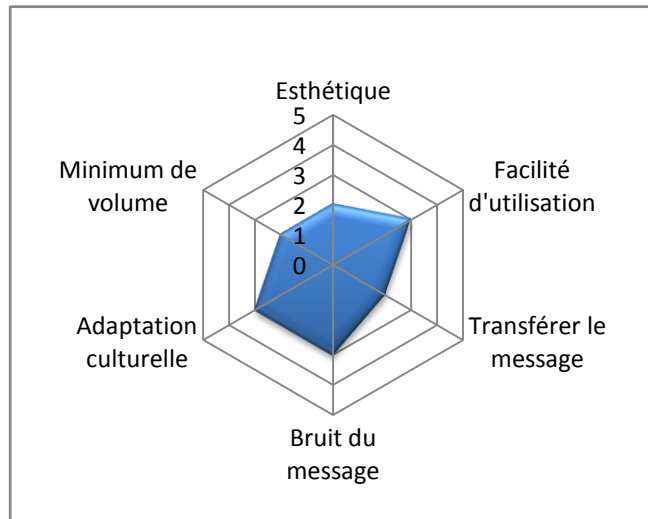 Esthétique
5
4
3
2
1
0
Facilité
d'utilisation
Transférer le
message
Bruit du
message
Adaptation
culturelle
Minimum de
volume